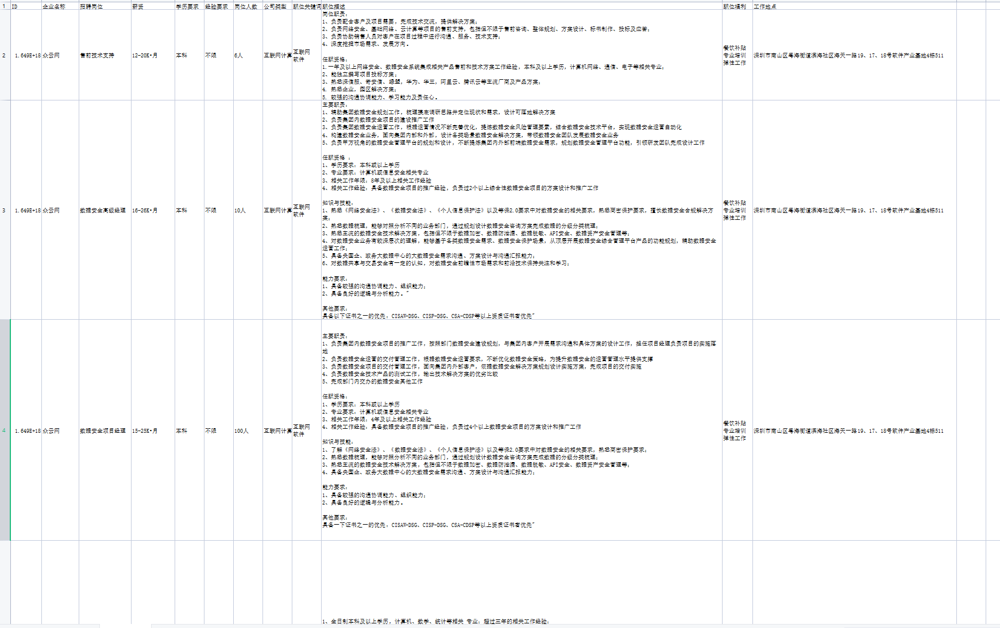 1 ID 企业名称 招聘岗位 薪资 学历要求 经验要求 岗位人数 公司类型 职位关键词 职位描述 职位福利 工作地点
岗位职责：
1、负责配合客户及项目需要，完成技术交流，提供解决方案；
2、负责网络安全、基础网络、云计算等项目的售前支持，包括但不限于售前咨询、整体规划、方案设计、标书制作、投标及应答；
3、负责协助销售人员对客户在项目过程中进行沟通、服务、技术支持；
4、深度挖掘市场需求、发展方向。
2 1.649E+18 众云网 售前技术支持 12-20K·月 本科 不限 6人 互联网计算 互联网
软件
餐饮补贴
专业培训
弹性工作
深圳市南山区粤海街道滨海社区海天一路19、17、18号软件产业基地4栋511
任职资格：
1.一年及以上网络安全、数据安全系统集成相关产品售前和技术方案工作经验，本科及以上学历，计算机网络、通信、电子等相关专业；
2、能独立撰写项目投标方案；
3、熟悉深信服、奇安信、绿盟，华为、华三，阿里云、腾讯云等主流厂商及产品方案；
4. 熟悉企业，园区解决方案；
5. 较强的沟通协调能力、学习能力及责任心。
主要职责：
1、辅助集团数据安全规划工作，梳理摸底调研思路并定位现状和需求，设计可落地解决方案
2、负责集团内数据安全项目的建设推广工作
3、负责集团数据安全运营工作，根据运营情况不断完善优化，提炼数据安全风险管理要素，结合数据安全技术平台，实现数据安全运营自动化
4、构建数据安全业务，面向集团内部和外部，设计各类场景数据安全解决方案，带领数据安全团队发展数据安全业务
5、负责甲方视角的数据安全管理平台的规划和设计，不断提炼集团内外部前端数据安全需求，规划数据安全管理平台功能，引领研发团队完成设计工作
任职资格 ：
1、学历要求：本科或以上学历
2、专业要求：计算机或信息安全相关专业
3、相关工作年限：8年及以上相关工作经验
4、相关工作经验：具备数据安全项目的推广经验，负责过2个以上综合性数据安全项目的方案设计和推广工作
知识与技能：
1、熟悉《网络安全法》、《数据安全法》、《个人信息保护法》以及等保2.0要求中对数据安全的相关要求，熟悉商密保护要求，擅长数据安全合规解决方
案；
3 1.649E+18 众云网 数据安全高级经理 16-26K·月 本科 不限 10人 互联网计算 互联网
软件
餐饮补贴
专业培训
弹性工作
深圳市南山区粤海街道滨海社区海天一路19、17、18号软件产业基地4栋511
2、熟悉数据梳理，能够对照分析不同的业务部门，通过规划设计数据安全咨询方案完成数据的分级分类梳理；
3、熟悉主流的数据安全技术解决方案，包括但不限于数据加密、数据防泄漏、数据脱敏、API安全、数据资产安全管理等；
4、对数据安全业务有较深层次的理解，能够基于各类数据安全需求、数据安全保护场景，从顶层开展数据安全综合管理平台产品的功能规划，辅助数据安全
运营工作；
5、具备央国企、政务大数据中心的大数据安全需求沟通、方案设计与沟通汇报能力；
6、对数据共享与交易安全有一定的认知，对数据安全前瞻性市场需求和前沿技术保持关注和学习；
能力要求：
1、具备较强的沟通协调能力、组织能力；
2、具备良好的逻辑与分析能力。"
其他要求：
具备以下证书之一的优先：CISAW-DSG、CISP-DSG、CSA-CDSP等以上资质证书者优先"
主要职责：
1、负责集团内数据安全项目的推广工作，按照部门数据安全建设规划，与集团内客户开展需求沟通和具体方案的设计工作，担任项目经理负责项目的实施落
地
2、负责数据安全运营的交付管理工作，根据数据安全运营要求，不断优化数据安全策略，为提升数据安全的运营管理水平提供支撑
3、负责数据安全项目的交付管理工作，面向集团内外部客户，依据数据安全解决方案规划设计实施方案，完成项目的交付实施
4、负责数据安全技术产品的测试工作，输出技术解决方案的优劣比较
5、完成部门内交办的数据安全其他工作
任职资格：
1、学历要求：本科或以上学历
2、专业要求：计算机或信息安全相关专业
3、相关工作年限：4年及以上相关工作经验
4、相关工作经验：具备数据安全项目的推广经验，负责过4个以上数据安全项目的方案设计和推广工作
4 1.649E+18 众云网 数据安全项目经理 15-25K·月 本科 不限 100人 互联网计算 互联网
软件
餐饮补贴
专业培训
弹性工作
深圳市南山区粤海街道滨海社区海天一路19、17、18号软件产业基地4栋511
知识与技能：
1、了解《网络安全法》、《数据安全法》、《个人信息保护法》以及等保2.0要求中对数据安全的相关要求，熟悉商密保护要求；
2、熟悉数据梳理，能够对照分析不同的业务部门，通过规划设计数据安全咨询方案完成数据的分级分类梳理；
3、熟悉主流的数据安全技术解决方案，包括但不限于数据加密、数据防泄漏、数据脱敏、API安全、数据资产安全管理等；
4、具备央国企、政务大数据中心的大数据安全需求沟通、方案设计与沟通汇报能力；
能力要求：
1、具备较强的沟通协调能力、组织能力；
2、具备良好的逻辑与分析能力。
其他要求：
具备一下证书之一的优先：CISAW-DSG、CISP-DSG、CSA-CDSP等以上资质证书者优先"
1、全日制本科及以上学历，计算机、数学、统计等相关 专业；超过三年的相关工作经验；